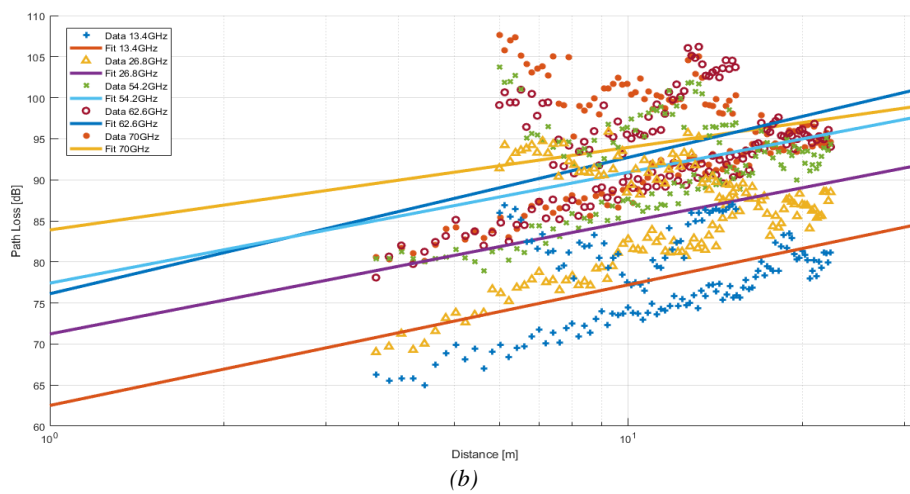 110
105
100
95
90
85
80
75
70
65
60
Path Loss [dB]
Data 13.4GHz
Fit 13.4GHz
Data 26.8GHz
Fit 26.8GHz
Data 54.2GHz
Fit 54.2GHz
Data 62.6GHz
Fit 62.6GHz
Data 70GHz
Fit 70GHz
10⁰
10¹
Distance [m]
(b)